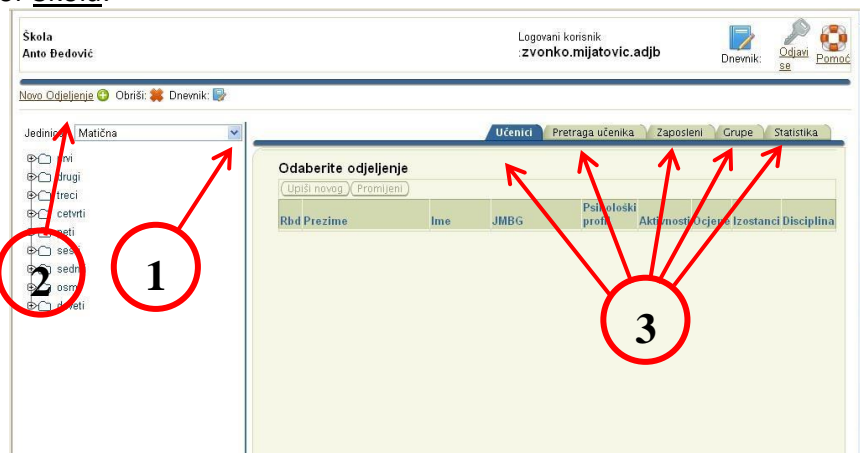 Škola.
Škola
Anto Đedović
Logovani korisnik
:zvonko.mijatovic.adjb
Dnevnik:
Odjavi se
Pomoć
Novo Odjeljenje Obriši: Dnevnik:
Jedinica: Matična
Učenici Pretraga učenika Zaposleni Grupe Statistika
prvi
drugi
treci
cetvrti
peti
sesti
sedmi
osmi
deveti
Odaberite odjeljenje
Upiši novog Promijeni
Rbd Prezime Ime JMBG Psihološki profil Aktivnosti Ocjene Izostanci Disciplina
1
2
3